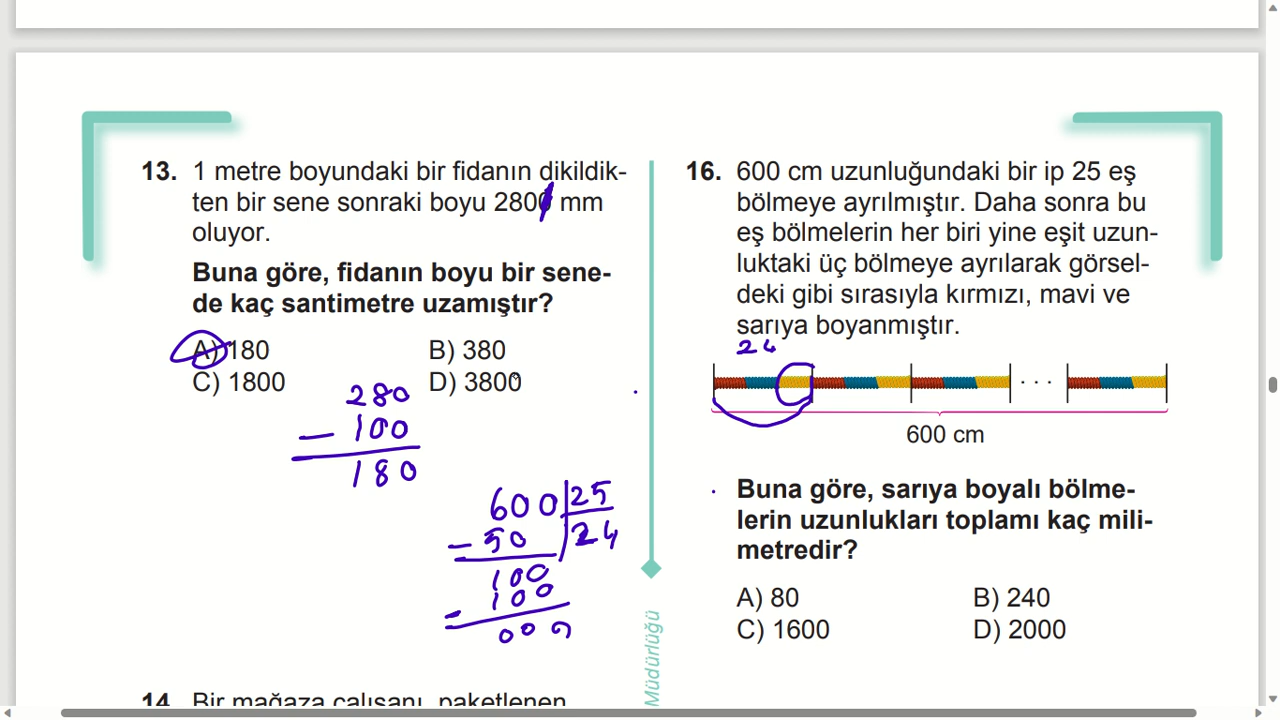 13. 1 metre boyundaki bir fidanın dikildik-
ten bir sene sonraki boyu 2800 mm
oluyor.
Buna göre, fidanın boyu bir sene-
de kaç santimetre uzamıştır?
A) 180 B) 380
C) 1800 D) 3800
280
— 100
180
600 25
— 50 24
100
- 100
000
14. Bir mağaza çalışanı, paketlenen
Müdürlüğü
16. 600 cm uzunluğundaki bir ip 25 eş
bölmeye ayrılmıştır. Daha sonra bu
eş bölmelerin her biri yine eşit uzun-
luktaki üç bölmeye ayrılarak görsel-
deki gibi sırasıyla kırmızı, mavi ve
sarıya boyanmıştır.
24
. . .
600 cm
Buna göre, sarıya boyalı bölme-
lerin uzunlukları toplamı kaç mili-
metredir?
A) 80 B) 240
C) 1600 D) 2000